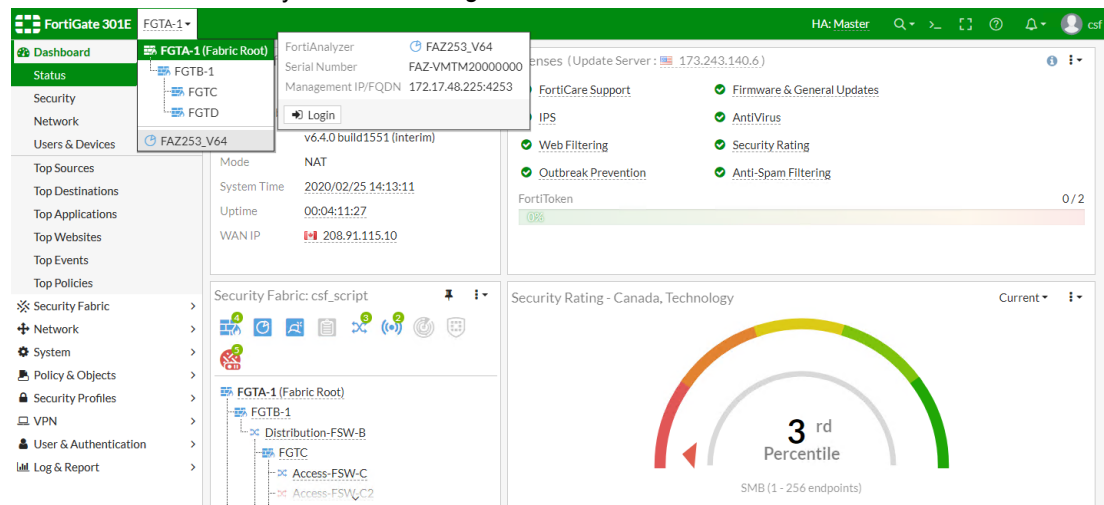 FortiGate 301E FGTA-1 HA: Master csf
Dashboard
Status
Security
Network
Users & Devices
Top Sources
Top Destinations
Top Applications
Top Websites
Top Events
Top Policies
Security Fabric
Network
System
Policy & Objects
Security Profiles
VPN
User & Authentication
Log & Report
FGTA-1 (Fabric Root)
FGTB-1
FGTC
FGTD
FAZ253_V64
FortiAnalyzer FAZ253_V64
Serial Number FAZ-VMTM20000000
Management IP/FQDN 172.17.48.225:4253
Login
v6.4.0 build1551 (interim)
Mode NAT
System Time 2020/02/25 14:13:11
Uptime 00:04:11:27
WAN IP 208.91.115.10
(Update Server: 173.243.140.6)
FortiCare Support Firmware & General Updates
IPS AntiVirus
Web Filtering Security Rating
Outbreak Prevention Anti-Spam Filtering
FortiToken 0/2
0%
Security Fabric: csf_script
4 3 2
5
FGTA-1 (Fabric Root)
FGTB-1
Distribution-FSW-B
FGTC
Access-FSW-C
Access-FSW-C2
Security Rating - Canada, Technology Current
3 rd
Percentile
SMB (1 - 256 endpoints)